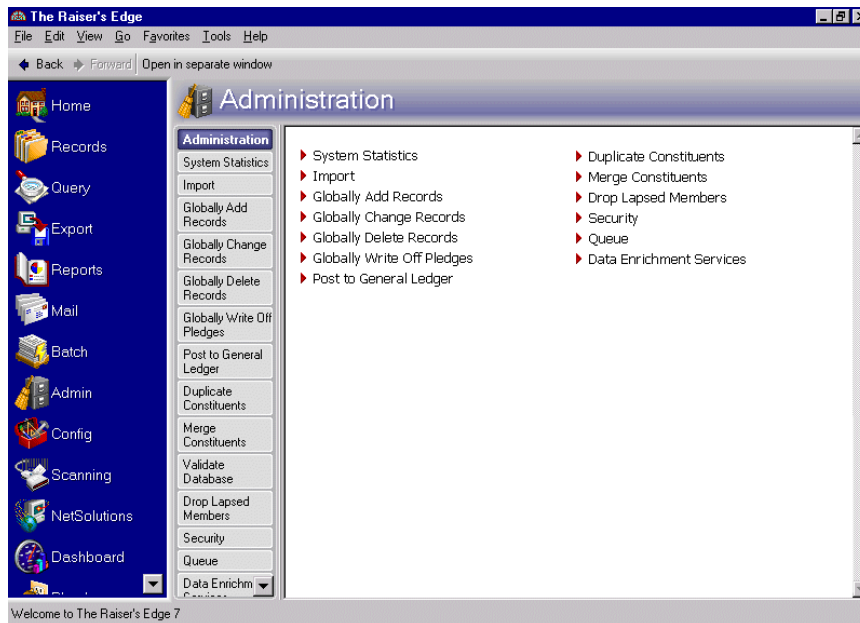 The Raiser's Edge
File Edit View Go Favorites Tools Help
Back Forward Open in separate window
Home
Records
Query
Export
Reports
Mail
Batch
Admin
Config
Scanning
NetSolutions
Dashboard
Administration
Administration
System Statistics
Import
Globally Add
Records
Globally Change
Records
Globally Delete
Records
Globally Write Off
Pledges
Post to General
Ledger
Duplicate
Constituents
Merge
Constituents
Validate
Database
Drop Lapsed
Members
Security
Queue
Data Enrichm
System Statistics
Import
Globally Add Records
Globally Change Records
Globally Delete Records
Globally Write Off Pledges
Post to General Ledger
Duplicate Constituents
Merge Constituents
Drop Lapsed Members
Security
Queue
Data Enrichment Services
Welcome to The Raiser's Edge 7